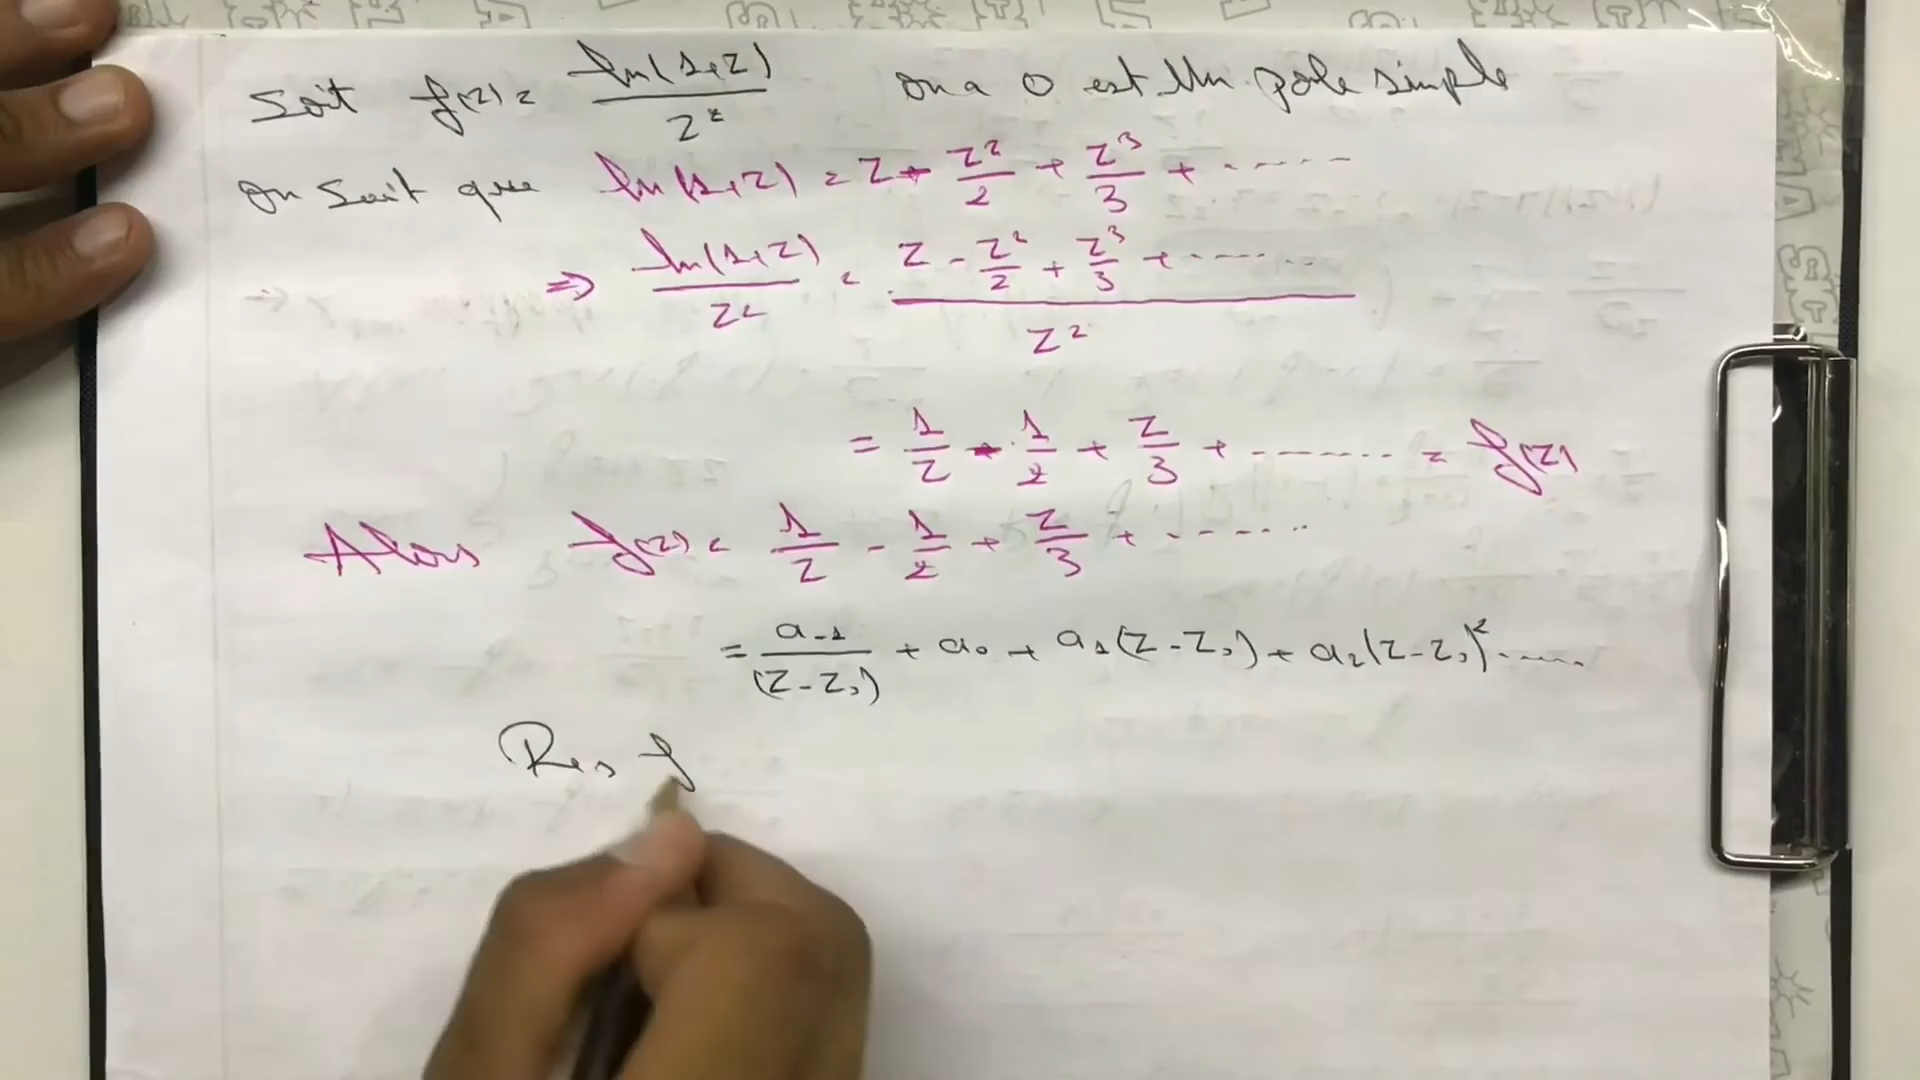 Soit f(z) = ln(1+z)/z² on a 0 est un pole simple
on sait que ln(1+z) = z - z²/2 + z³/3 + ......
=> ln(1+z)/z² = (z - z²/2 + z³/3 + ......)/z²
= 1/z - 1/2 + z/3 + ....... = f(z)
Alors f(z) = 1/z - 1/2 + z/3 + ......
= a₋₁/(z-z₀) + a₀ + a₁(z-z₀) + a₂(z-z₀)² .....
Res f